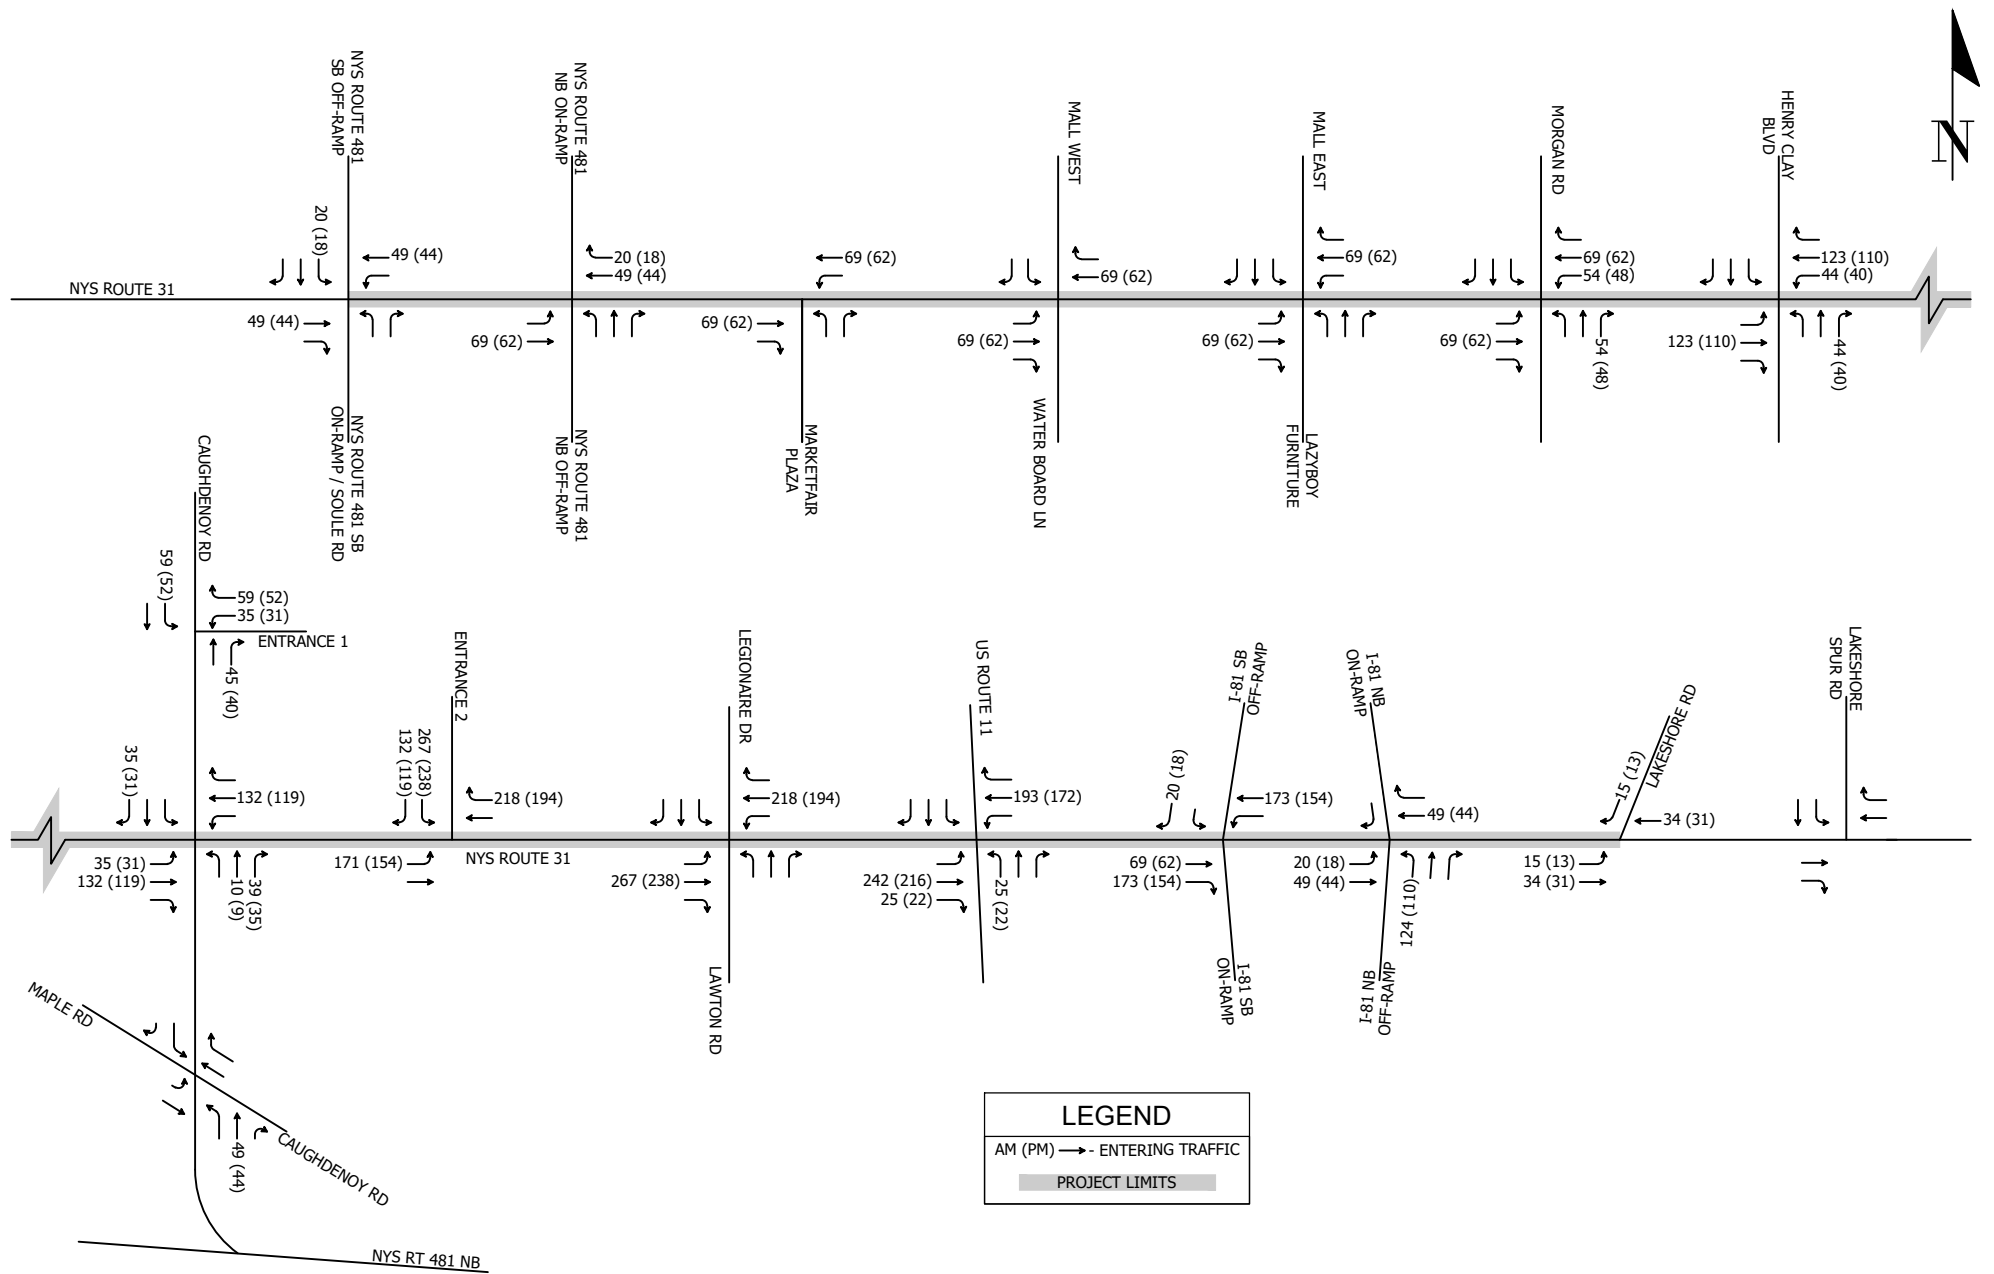 NYS ROUTE 481
SB OFF-RAMP
NYS ROUTE 481
NB ON-RAMP
MALL WEST
MALL EAST
MORGAN RD
HENRY CLAY
BLVD
N
20 (18)
49 (44)
20 (18)
49 (44)
69 (62)
69 (62)
69 (62)
69 (62)
54 (48)
123 (110)
44 (40)
NYS ROUTE 31
49 (44)
69 (62)
69 (62)
69 (62)
69 (62)
69 (62)
54 (48)
123 (110)
44 (40)
NYS ROUTE 481 SB
ON-RAMP / SOULE RD
NYS ROUTE 481
NB OFF-RAMP
MARKETFAIR
PLAZA
WATER BOARD LN
LAZYBOY
FURNITURE
CAUGHDENOY RD
59 (52)
59 (52)
35 (31)
ENTRANCE 1
45 (40)
ENTRANCE 2
LEGIONAIRE DR
US ROUTE 11
I-81 SB
OFF-RAMP
I-81 NB
ON-RAMP
LAKESHORE RD
LAKESHORE
SPUR RD
35 (31)
132 (119)
267 (238)
132 (119)
218 (194)
218 (194)
193 (172)
20 (18)
173 (154)
49 (44)
15 (13)
34 (31)
35 (31)
132 (119)
10 (9)
39 (35)
171 (154)
NYS ROUTE 31
267 (238)
242 (216)
25 (22)
25 (22)
69 (62)
173 (154)
20 (18)
49 (44)
124 (110)
15 (13)
34 (31)
LAWTON RD
I-81 SB
ON-RAMP
I-81 NB
OFF-RAMP
MAPLE RD
49 (44)
CAUGHDENOY RD
NYS RT 481 NB
LEGEND
AM (PM) - ENTERING TRAFFIC
PROJECT LIMITS